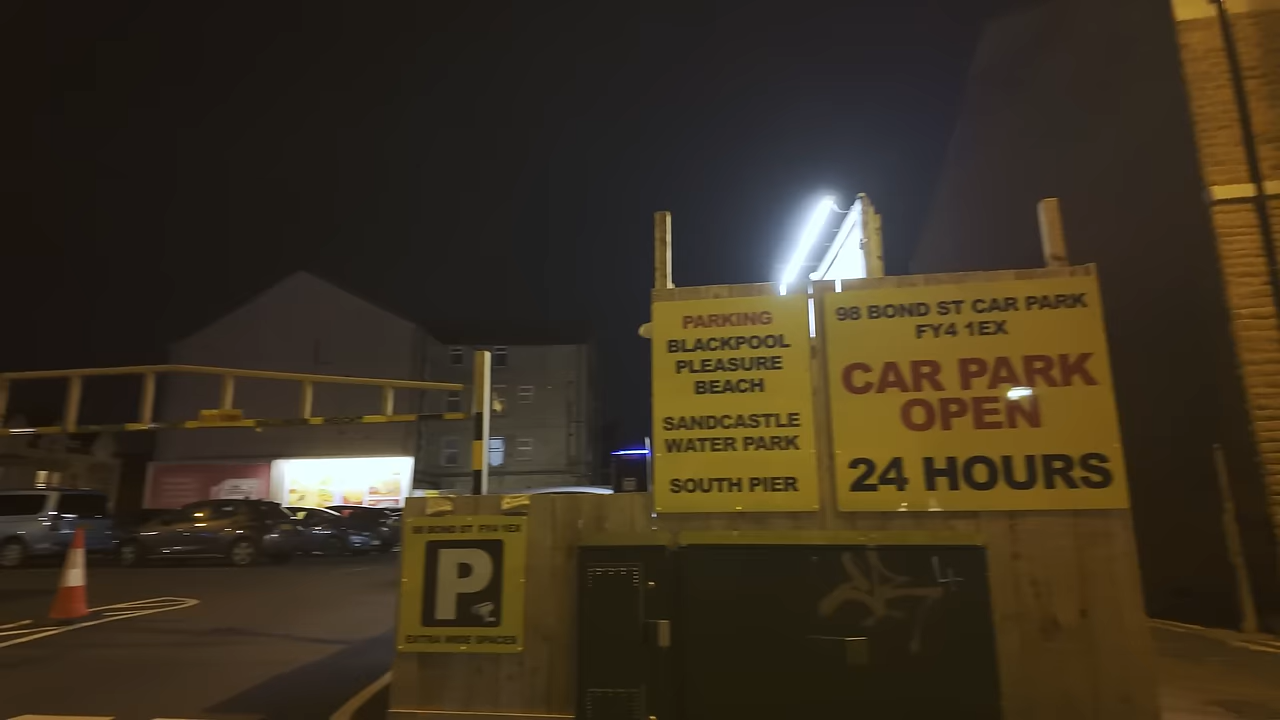 PARKING
BLACKPOOL
PLEASURE
BEACH
SANDCASTLE
WATER PARK
SOUTH PIER
98 BOND ST CAR PARK
FY4 1EX
CAR PARK
OPEN
24 HOURS
98 BOND ST FY4 1EX
P
EXTRA WIDE SPACES